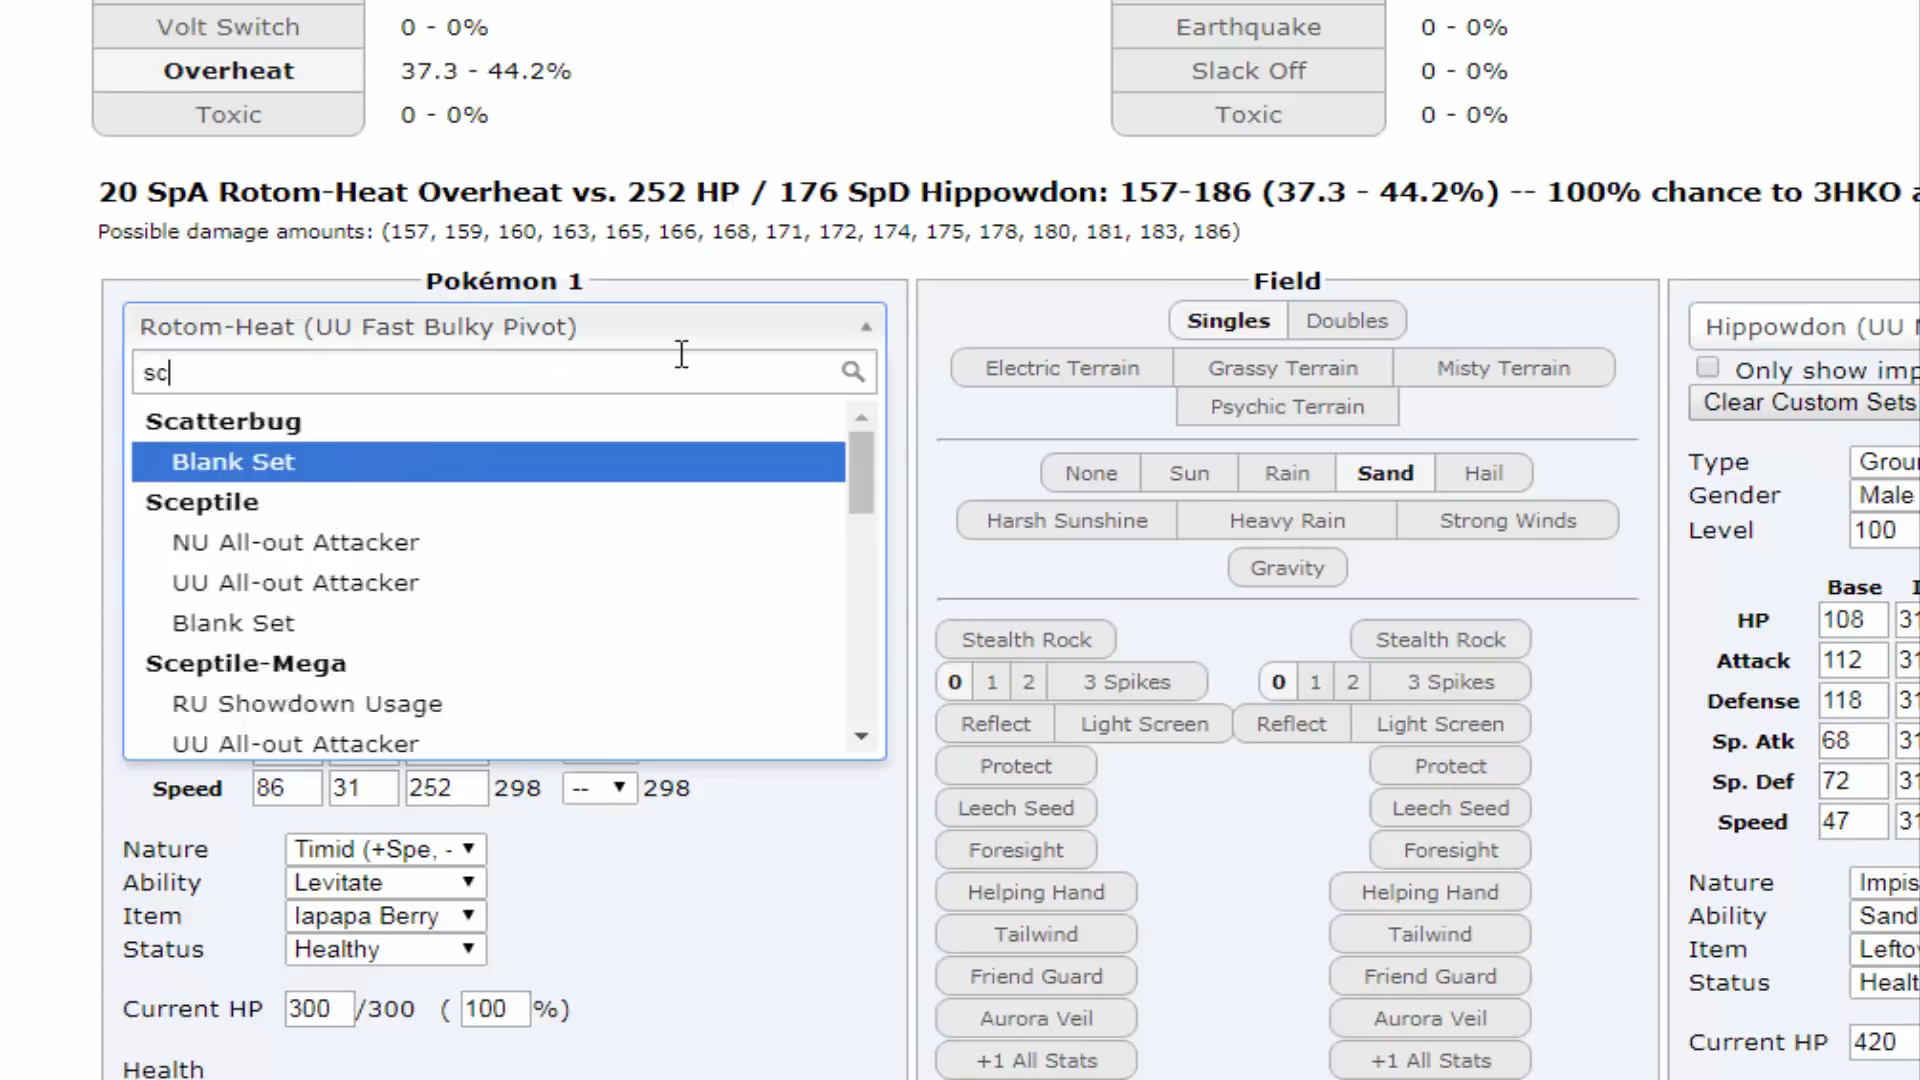 Volt Switch 0 - 0%
Earthquake 0 - 0%
Overheat 37.3 - 44.2%
Slack Off 0 - 0%
Toxic 0 - 0%
Toxic 0 - 0%
20 SpA Rotom-Heat Overheat vs. 252 HP / 176 SpD Hippowdon: 157-186 (37.3 - 44.2%) -- 100% chance to 3HKO a
Possible damage amounts: (157, 159, 160, 163, 165, 166, 168, 171, 172, 174, 175, 178, 180, 181, 183, 186)
Pokémon 1
Rotom-Heat (UU Fast Bulky Pivot)
sc
Scatterbug
Blank Set
Sceptile
NU All-out Attacker
UU All-out Attacker
Blank Set
Sceptile-Mega
RU Showdown Usage
UU All-out Attacker
Speed 86 31 252 298 -- 298
Nature Timid (+Spe, -
Ability Levitate
Item Iapapa Berry
Status Healthy
Current HP 300 /300 ( 100 %)
Health
Field
Singles Doubles
Electric Terrain Grassy Terrain Misty Terrain
Psychic Terrain
None Sun Rain Sand Hail
Harsh Sunshine Heavy Rain Strong Winds
Gravity
Stealth Rock Stealth Rock
0 1 2 3 Spikes 0 1 2 3 Spikes
Reflect Light Screen Reflect Light Screen
Protect Protect
Leech Seed Leech Seed
Foresight Foresight
Helping Hand Helping Hand
Tailwind Tailwind
Friend Guard Friend Guard
Aurora Veil Aurora Veil
+1 All Stats +1 All Stats
Hippowdon (UU
Only show imp
Clear Custom Sets
Type Grou
Gender Male
Level 100
Base
HP 108 31
Attack 112 31
Defense 118 31
Sp. Atk 68 31
Sp. Def 72 31
Speed 47 31
Nature Impis
Ability Sand
Item Lefto
Status Healt
Current HP 420